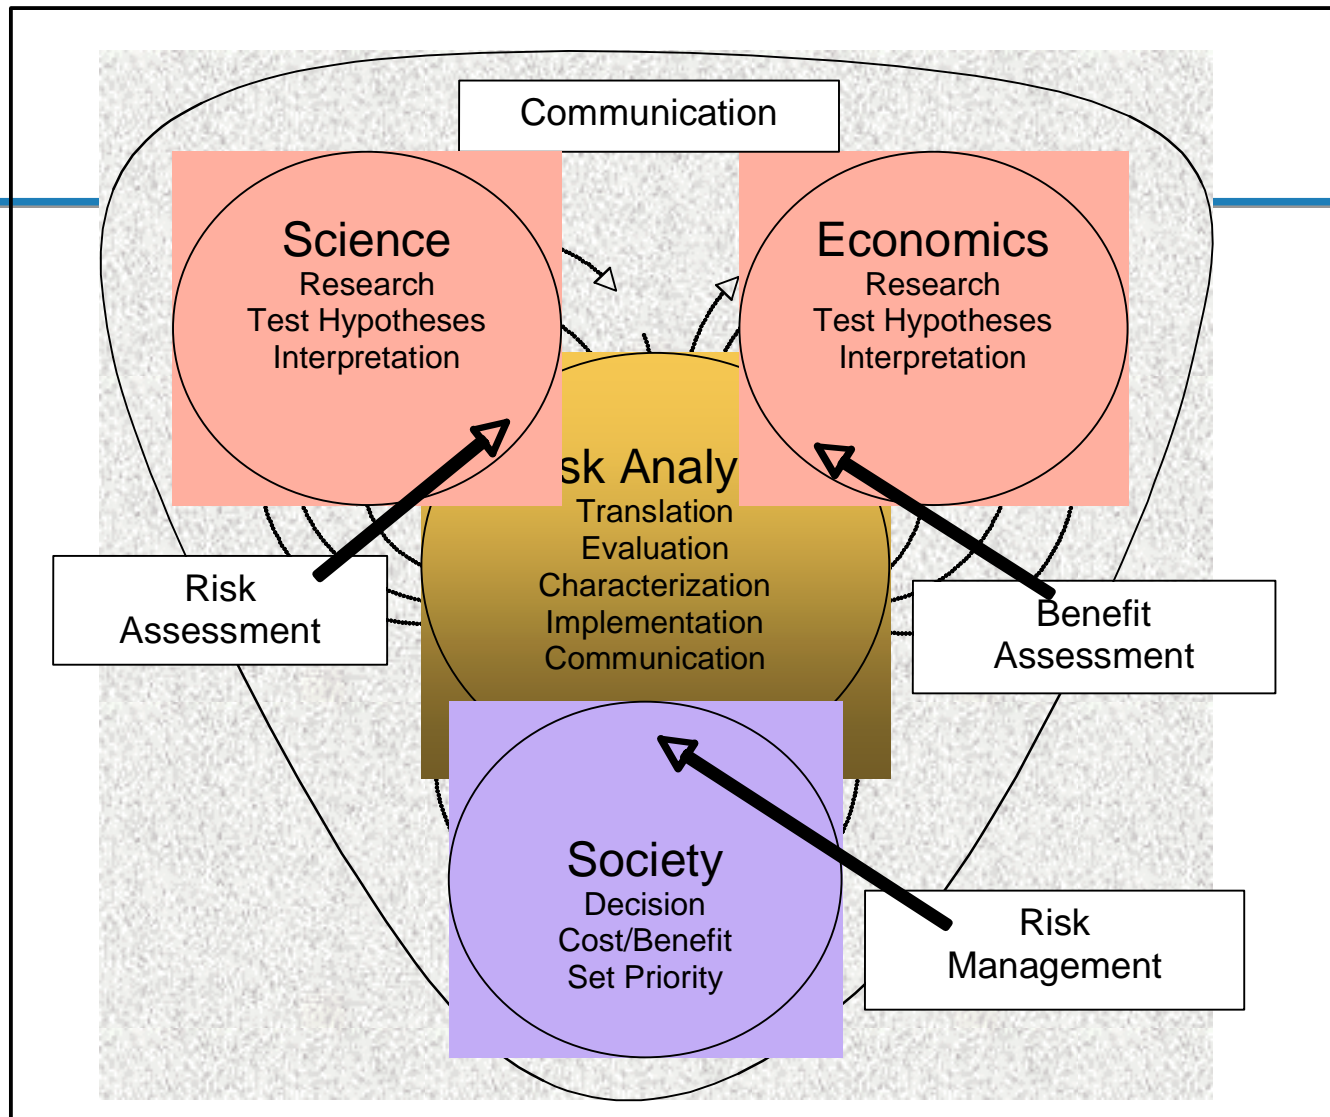 Communication
Science
Research
Test Hypotheses
Interpretation
Economics
Research
Test Hypotheses
Interpretation
sk Analy
Translation
Evaluation
Characterization
Implementation
Communication
Risk
Assessment
Benefit
Assessment
Society
Decision
Cost/Benefit
Set Priority
Risk
Management